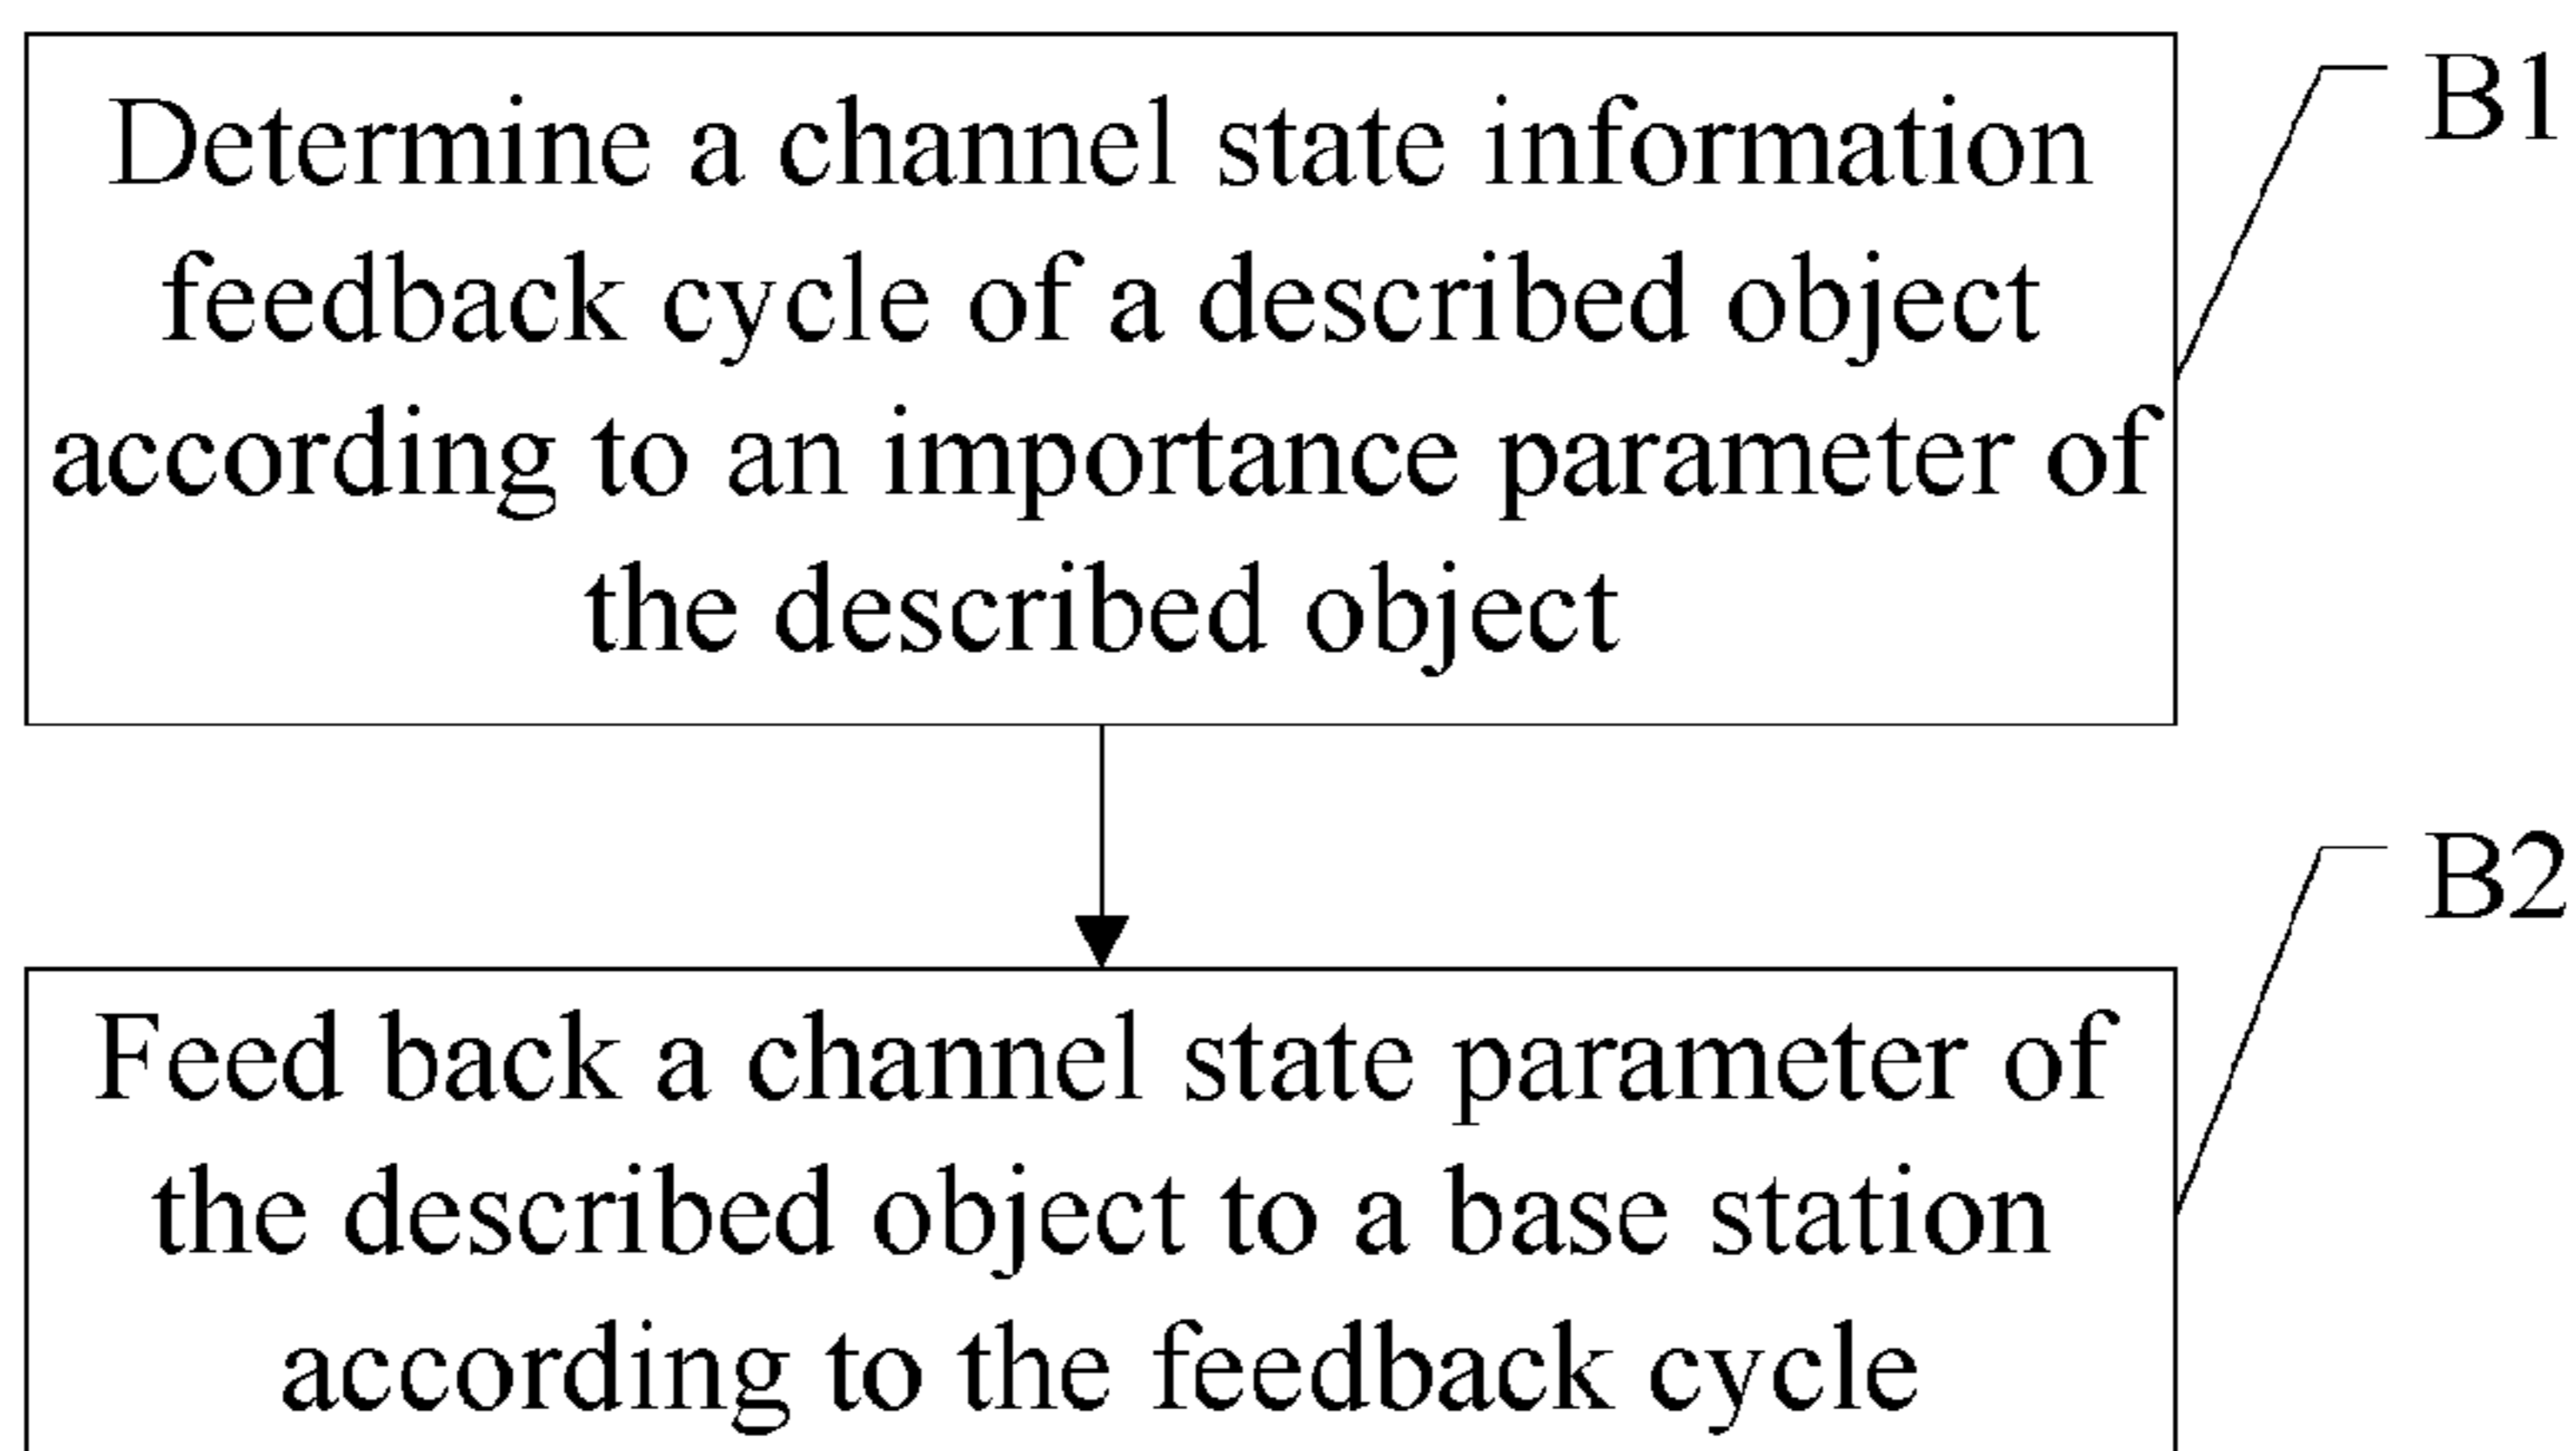 Determine a channel state information
feedback cycle of a described object
according to an importance parameter of
the described object
B1
Feed back a channel state parameter of
the described object to a base station
according to the feedback cycle
B2